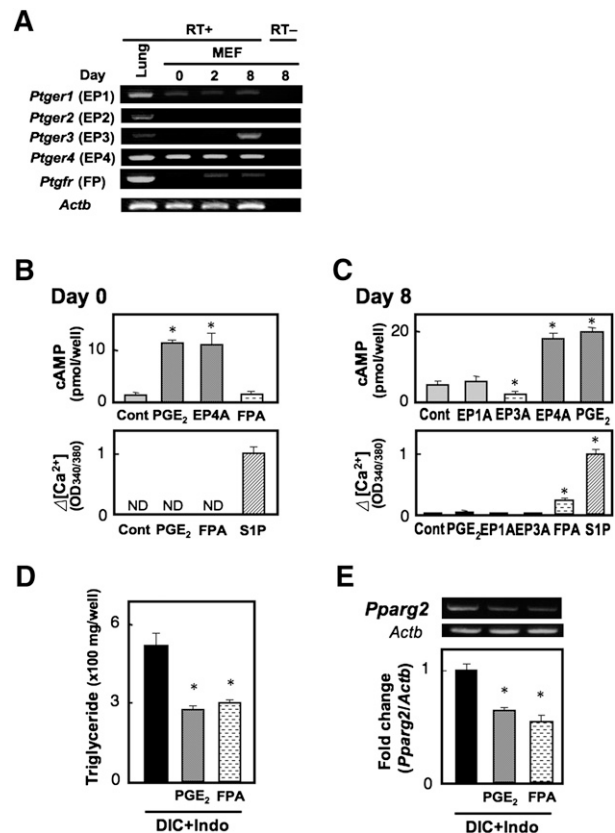 A
RT+ RT–
Lung MEF
Day 0 2 8 8
Ptger1 (EP1)
Ptger2 (EP2)
Ptger3 (EP3)
Ptger4 (EP4)
Ptgfr (FP)
Actb
B
Day 0
cAMP (pmol/well)
10
0
* *
Cont PGE2 EP4A FPA
Δ[Ca2+] (OD340/380)
1
0
ND ND ND
Cont PGE2 FPA S1P
C
Day 8
cAMP (pmol/well)
20
0
* * *
Cont EP1A EP3A EP4A PGE2
Δ[Ca2+] (OD340/380)
1
0
* *
Cont PGE2 EP1A EP3A FPA S1P
D
Triglyceride (x100 mg/well)
6
3
0
* *
PGE2 FPA
DIC+Indo
E
Pparg2
Actb
Fold change (Pparg2/Actb)
1
0
* *
PGE2 FPA
DIC+Indo